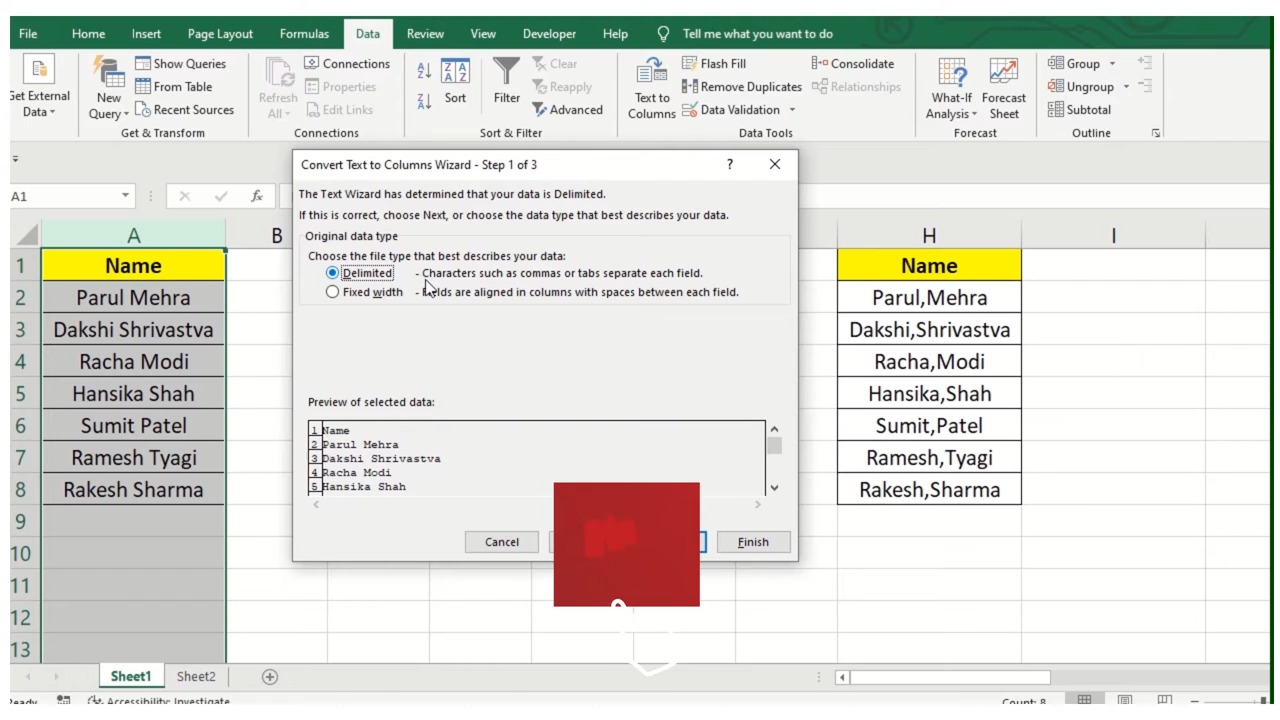 File Home Insert Page Layout Formulas Data Review View Developer Help Tell me what you want to do
Show Queries
From Table
Recent Sources
New
Query
Get & Transform
Get External
Data
Connections
Properties
Edit Links
Refresh
All
Connections
Sort
Filter
Clear
Reapply
Advanced
Sort & Filter
Text to
Columns
Flash Fill
Remove Duplicates
Data Validation
Consolidate
Relationships
Data Tools
What-If
Analysis
Forecast
Sheet
Forecast
Group
Ungroup
Subtotal
Outline
A1
fx
Convert Text to Columns Wizard - Step 1 of 3
?
The Text Wizard has determined that your data is Delimited.
If this is correct, choose Next, or choose the data type that best describes your data.
Original data type
Choose the file type that best describes your data:
Delimited - Characters such as commas or tabs separate each field.
Fixed width - Fields are aligned in columns with spaces between each field.
Preview of selected data:
1 Name
2 Parul Mehra
3 Dakshi Shrivastva
4 Racha Modi
5 Hansika Shah
Cancel
Finish
A B H I
1 Name Name
2 Parul Mehra Parul,Mehra
3 Dakshi Shrivastva Dakshi,Shrivastva
4 Racha Modi Racha,Modi
5 Hansika Shah Hansika,Shah
6 Sumit Patel Sumit,Patel
7 Ramesh Tyagi Ramesh,Tyagi
8 Rakesh Sharma Rakesh,Sharma
9
10
11
12
13
Sheet1 Sheet2
Accessibility: Investigate
Count: 8